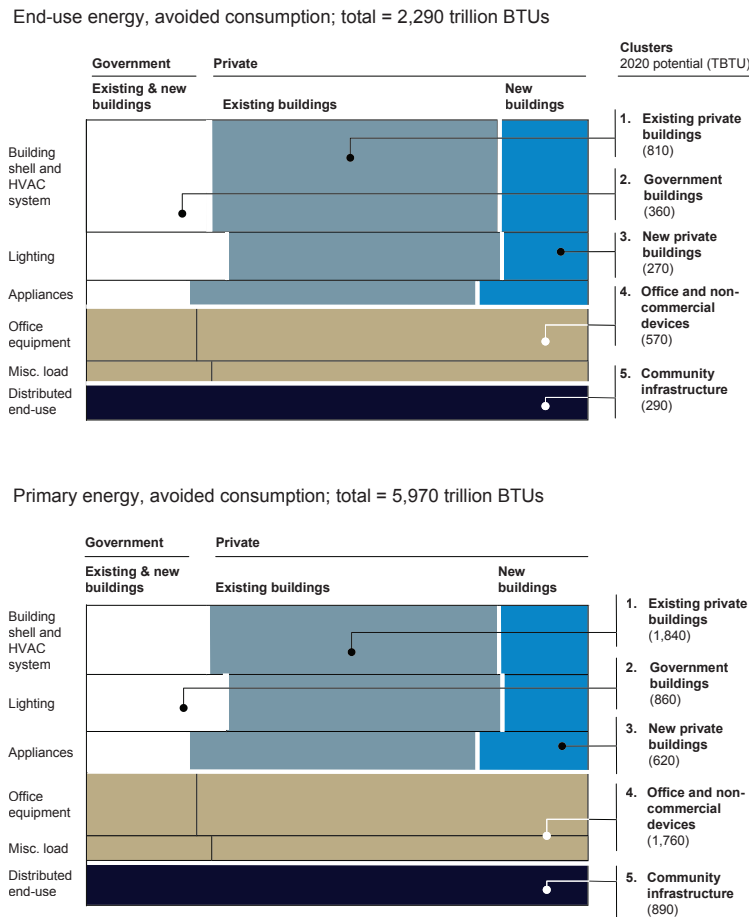 End-use energy, avoided consumption; total = 2,290 trillion BTUs
Clusters
2020 potential (TBTU)
Government
Private
Existing & new
buildings
Existing buildings
New
buildings
Building
shell and
HVAC
system
Lighting
Appliances
Office
equipment
Misc. load
Distributed
end-use
1. Existing private
buildings
(810)
2. Government
buildings
(360)
3. New private
buildings
(270)
4. Office and non-
commercial
devices
(570)
5. Community
infrastructure
(290)
Primary energy, avoided consumption; total = 5,970 trillion BTUs
Government
Private
Existing & new
buildings
Existing buildings
New
buildings
Building
shell and
HVAC
system
Lighting
Appliances
Office
equipment
Misc. load
Distributed
end-use
1. Existing private
buildings
(1,840)
2. Government
buildings
(860)
3. New private
buildings
(620)
4. Office and non-
commercial
devices
(1,760)
5. Community
infrastructure
(890)